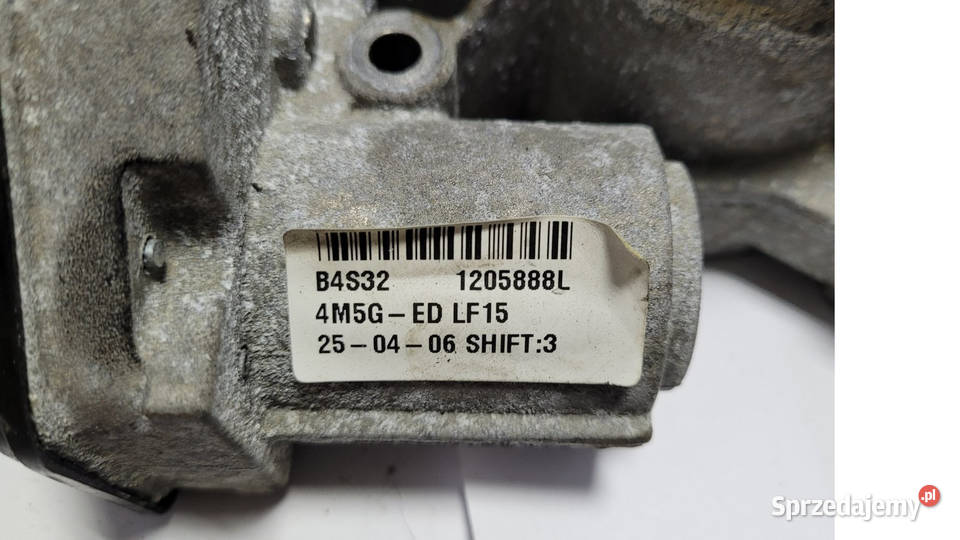 B4S32 1205888L
4M5G-ED LF15
25-04-06 SHIFT:3
Sprzedajemy.pl